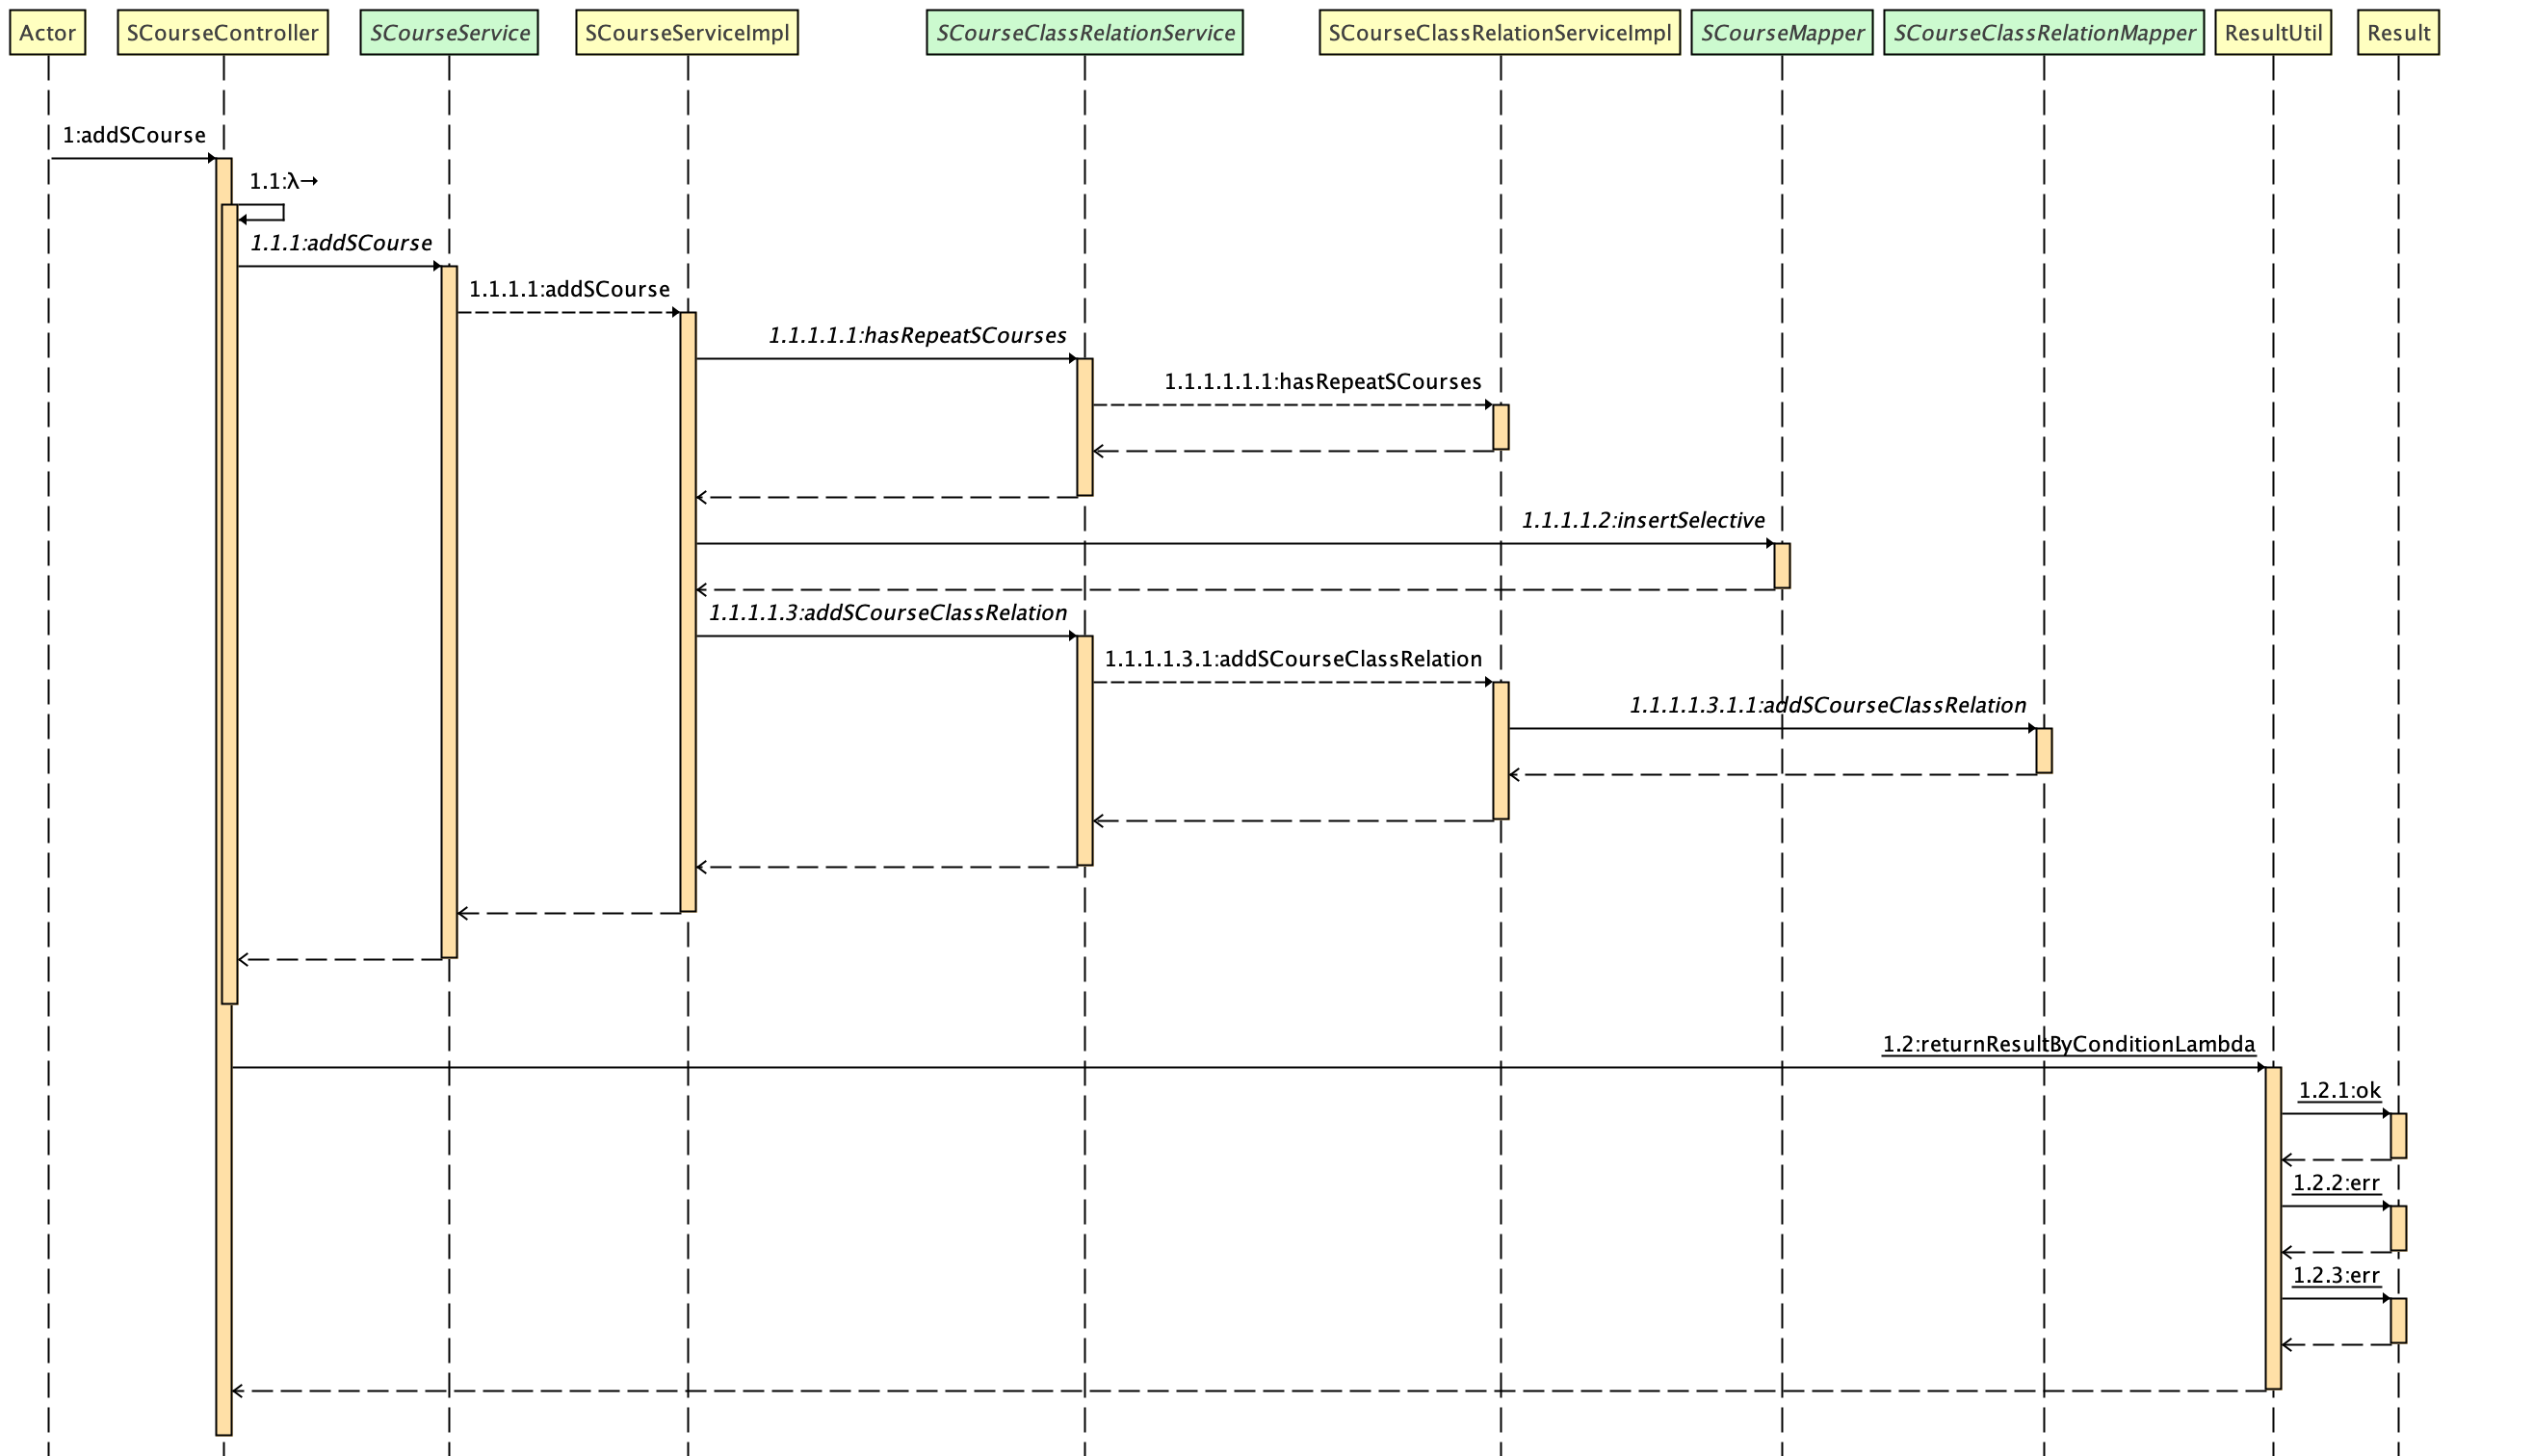 Actor
SCourseController
SCourseService
SCourseServiceImpl
SCourseClassRelationService
SCourseClassRelationServiceImpl
SCourseMapper
SCourseClassRelationMapper
ResultUtil
Result
1:addSCourse
1.1:λ→
1.1.1:addSCourse
1.1.1.1:addSCourse
1.1.1.1.1:hasRepeatSCourses
1.1.1.1.1.1:hasRepeatSCourses
1.1.1.1.2:insertSelective
1.1.1.1.3:addSCourseClassRelation
1.1.1.1.3.1:addSCourseClassRelation
1.1.1.1.3.1.1:addSCourseClassRelation
1.2:returnResultByConditionLambda
1.2.1:ok
1.2.2:err
1.2.3:err